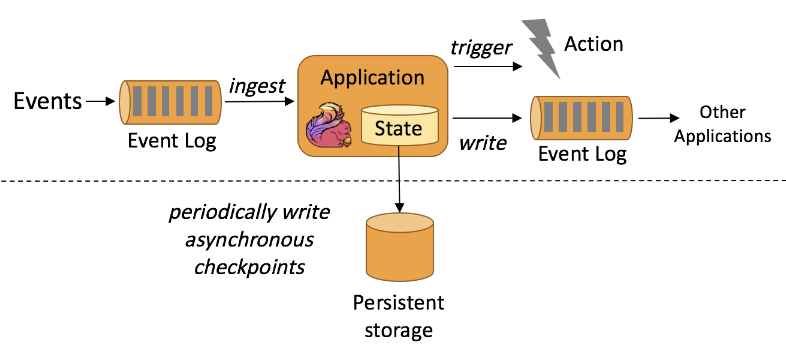 Events
Event Log
ingest
Application
State
trigger
Action
write
Event Log
Other
Applications
periodically write
asynchronous
checkpoints
Persistent
storage